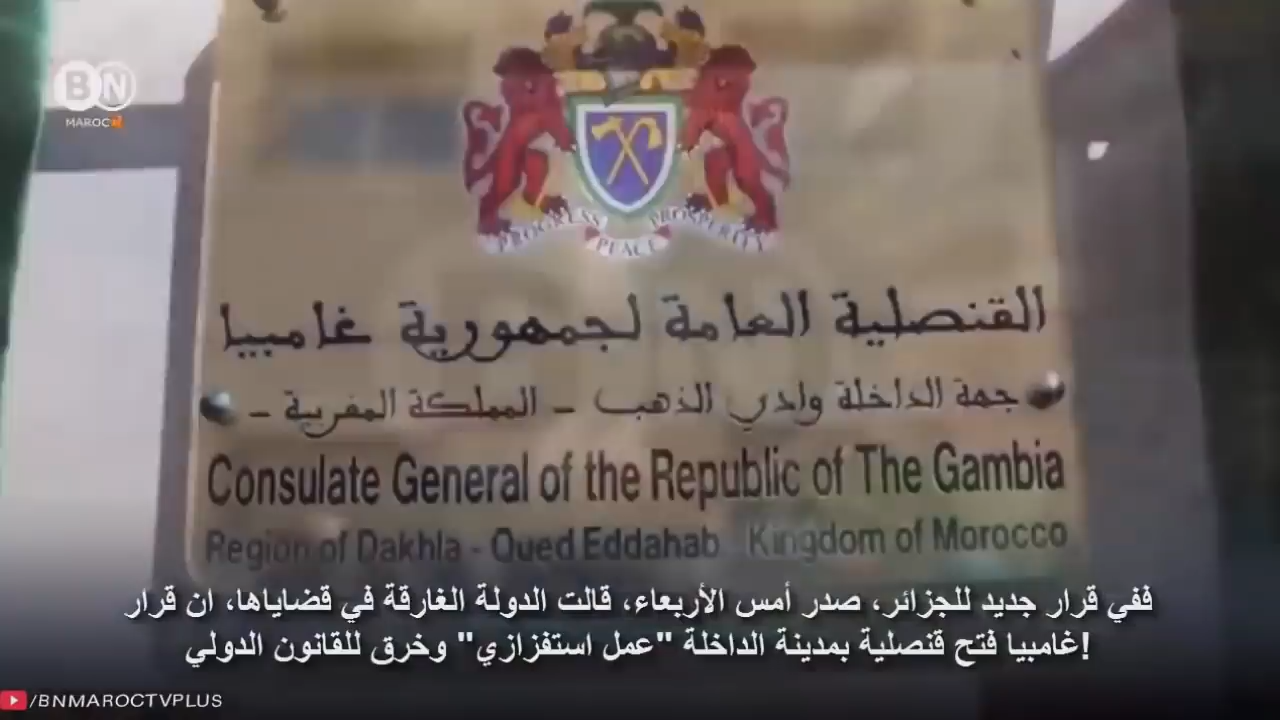 BN
MAROC
PROGRESS PEACE PROSPERITY
القنصلية العامة لجمهورية غامبيا
جهة الداخلة وادي الذهب - المملكة المغربية -
Consulate General of the Republic of The Gambia
Region of Dakhla - Oued Eddahab Kingdom of Morocco
ففي قرار جديد للجزائر، صدر أمس الأربعاء، قالت الدولة الغارقة في قضاياها، ان قرار
غامبيا فتح قنصلية بمدينة الداخلة "عمل استفزازي" وخرق للقانون الدولي!
/BNMAROCTVPLUS